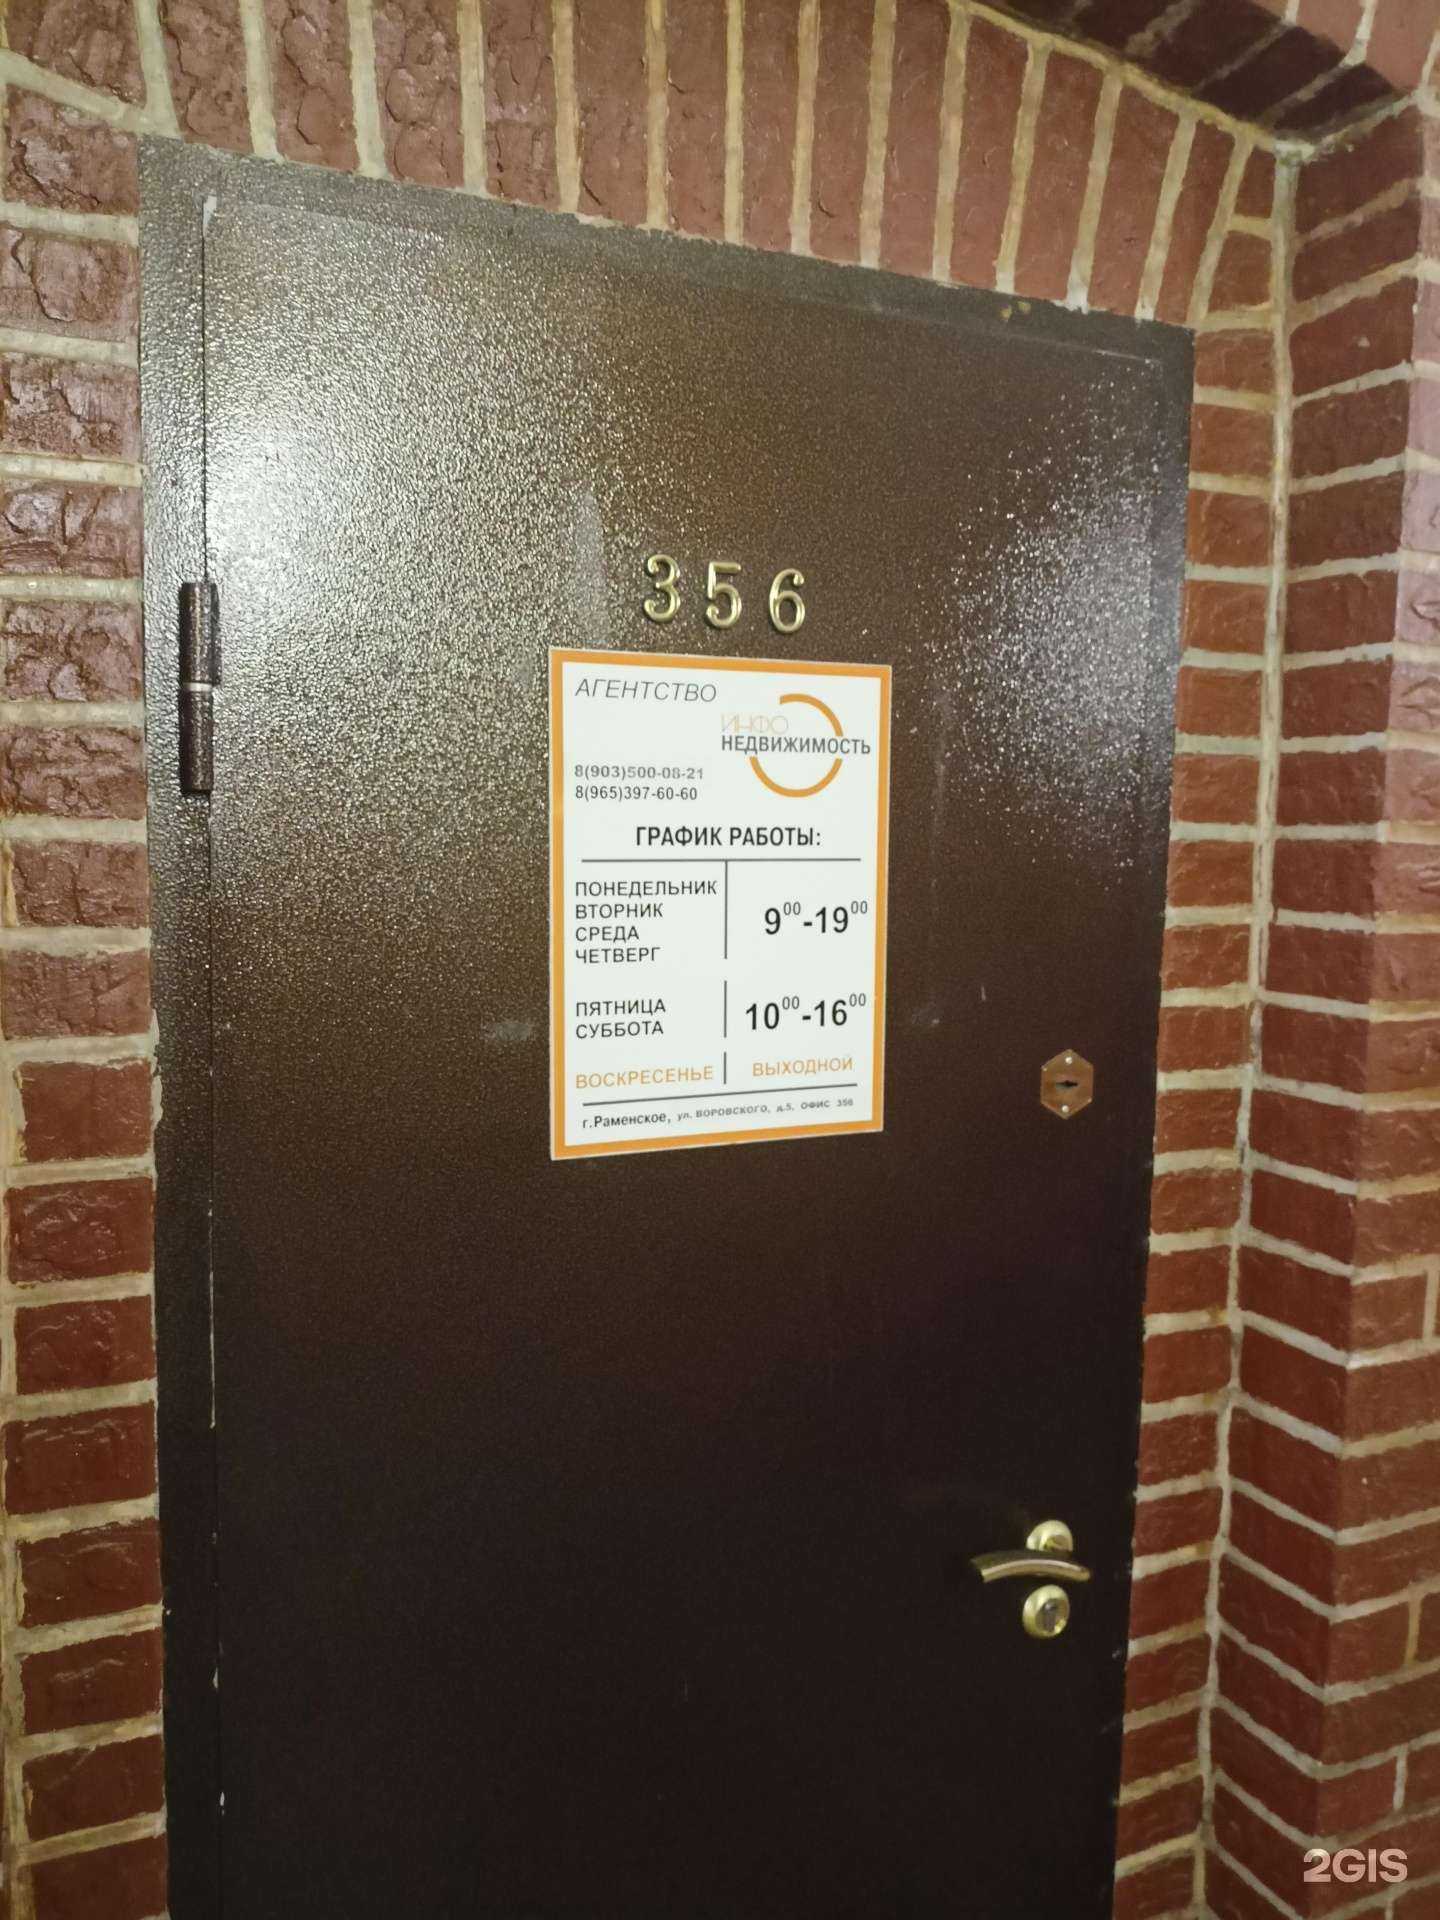 356
АГЕНТСТВО
ИНФО
НЕДВИЖИМОСТЬ
8(903)500-08-21
8(965)397-60-60
ГРАФИК РАБОТЫ:
ПОНЕДЕЛЬНИК
ВТОРНИК
СРЕДА
ЧЕТВЕРГ
9⁰⁰-19⁰⁰
ПЯТНИЦА
СУББОТА
10⁰⁰-16⁰⁰
ВОСКРЕСЕНЬЕ ВЫХОДНОЙ
г.Раменское, ул. ВОРОВСКОГО, д.5, ОФИС 356
2GIS